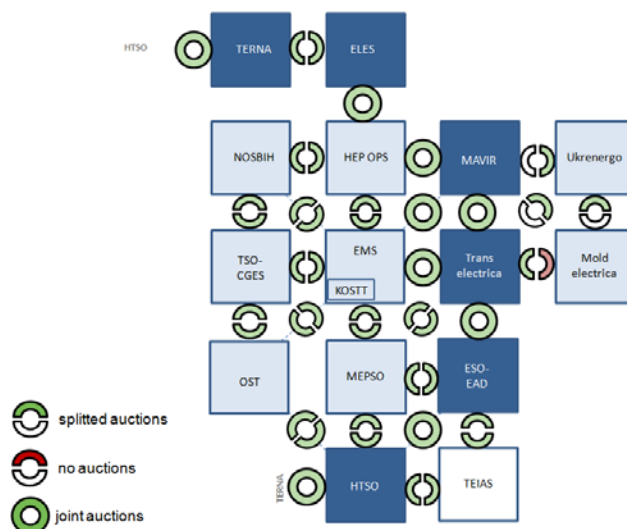 HTSO
TERNA
ELES
NOSBIH
HEP OPS
MAVIR
Ukrenergo
TSO-
CGES
EMS
KOSTT
Trans
electrica
Mold
electrica
OST
MEPSO
ESO-
EAD
splitted auctions
no auctions
joint auctions
TERNA
HTSO
TEIAS